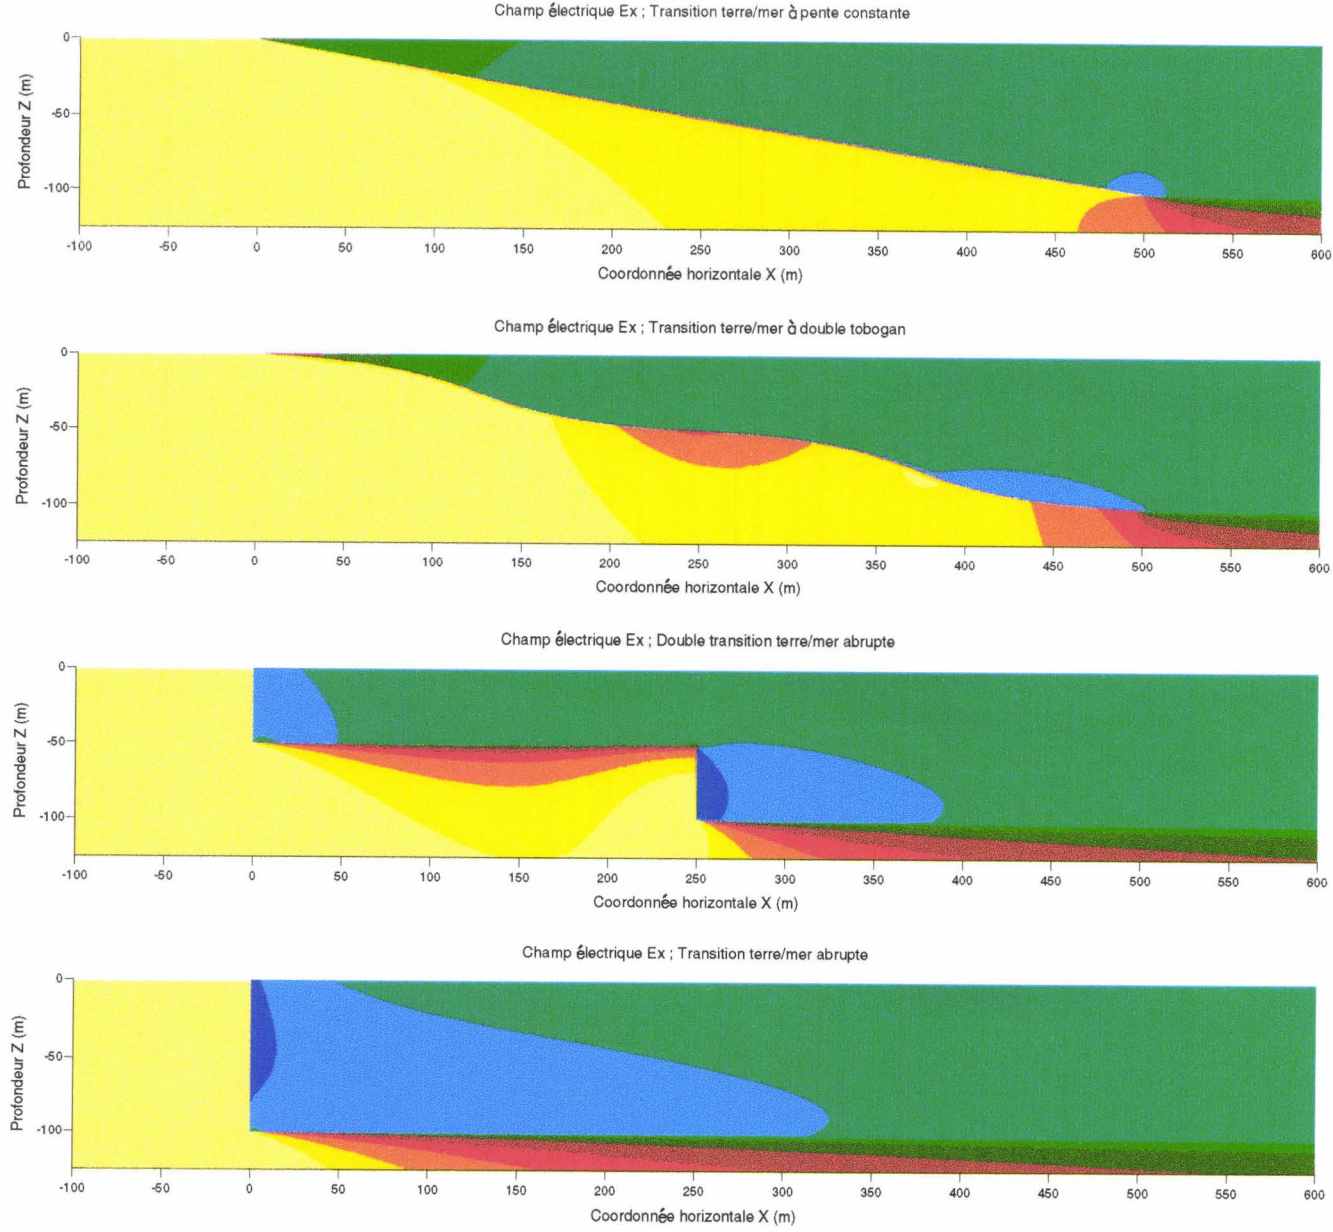 Champ électrique Ex ; Transition terre/mer à pente constante
Profondeur Z (m)
0
-50
-100
-100 -50 0 50 100 150 200 250 300 350 400 450 500 550 600
Coordonnée horizontale X (m)
Champ électrique Ex ; Transition terre/mer à double tobogan
Profondeur Z (m)
0
-50
-100
-100 -50 0 50 100 150 200 250 300 350 400 450 500 550 600
Coordonnée horizontale X (m)
Champ électrique Ex ; Double transition terre/mer abrupte
Profondeur Z (m)
0
-50
-100
-100 -50 0 50 100 150 200 250 300 350 400 450 500 550 600
Coordonnée horizontale X (m)
Champ électrique Ex ; Transition terre/mer abrupte
Profondeur Z (m)
0
-50
-100
-100 -50 0 50 100 150 200 250 300 350 400 450 500 550 600
Coordonnée horizontale X (m)